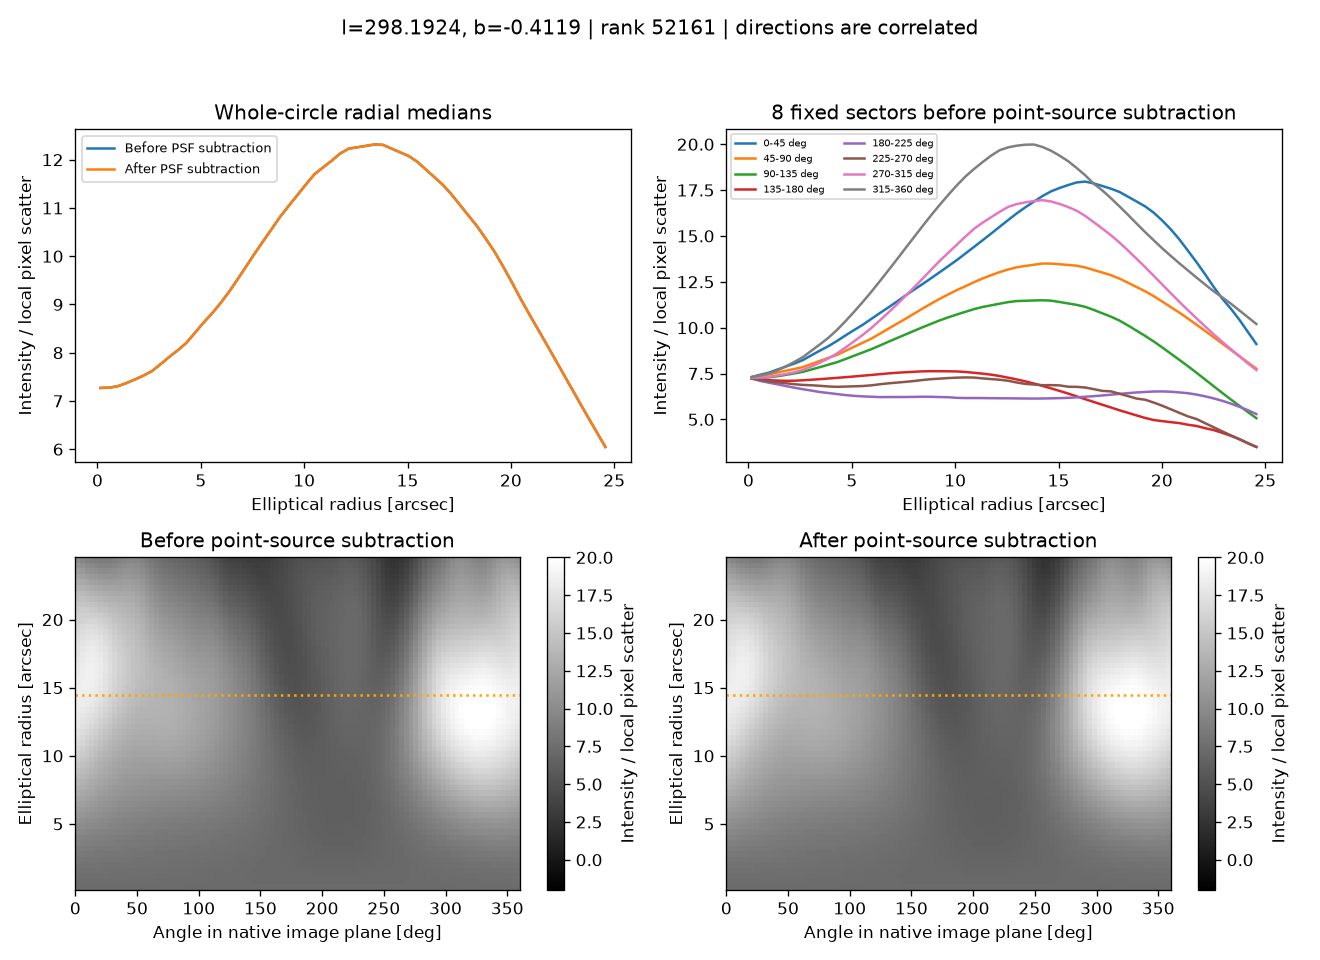 l=298.1924, b=-0.4119 | rank 52161 | directions are correlated
Whole-circle radial medians
Before PSF subtraction
After PSF subtraction
12
11
10
9
8
7
6
Intensity / local pixel scatter
0
5
10
15
20
25
Elliptical radius [arcsec]
8 fixed sectors before point-source subtraction
0-45 deg
45-90 deg
90-135 deg
135-180 deg
180-225 deg
225-270 deg
270-315 deg
315-360 deg
20.0
17.5
15.0
12.5
10.0
7.5
5.0
Intensity / local pixel scatter
0
5
10
15
20
25
Elliptical radius [arcsec]
Before point-source subtraction
20
15
10
5
Elliptical radius [arcsec]
0
50
100
150
200
250
300
350
Angle in native image plane [deg]
20.0
17.5
15.0
12.5
10.0
7.5
5.0
2.5
0.0
Intensity / local pixel scatter
After point-source subtraction
20
15
10
5
Elliptical radius [arcsec]
0
50
100
150
200
250
300
350
Angle in native image plane [deg]
20.0
17.5
15.0
12.5
10.0
7.5
5.0
2.5
0.0
Intensity / local pixel scatter